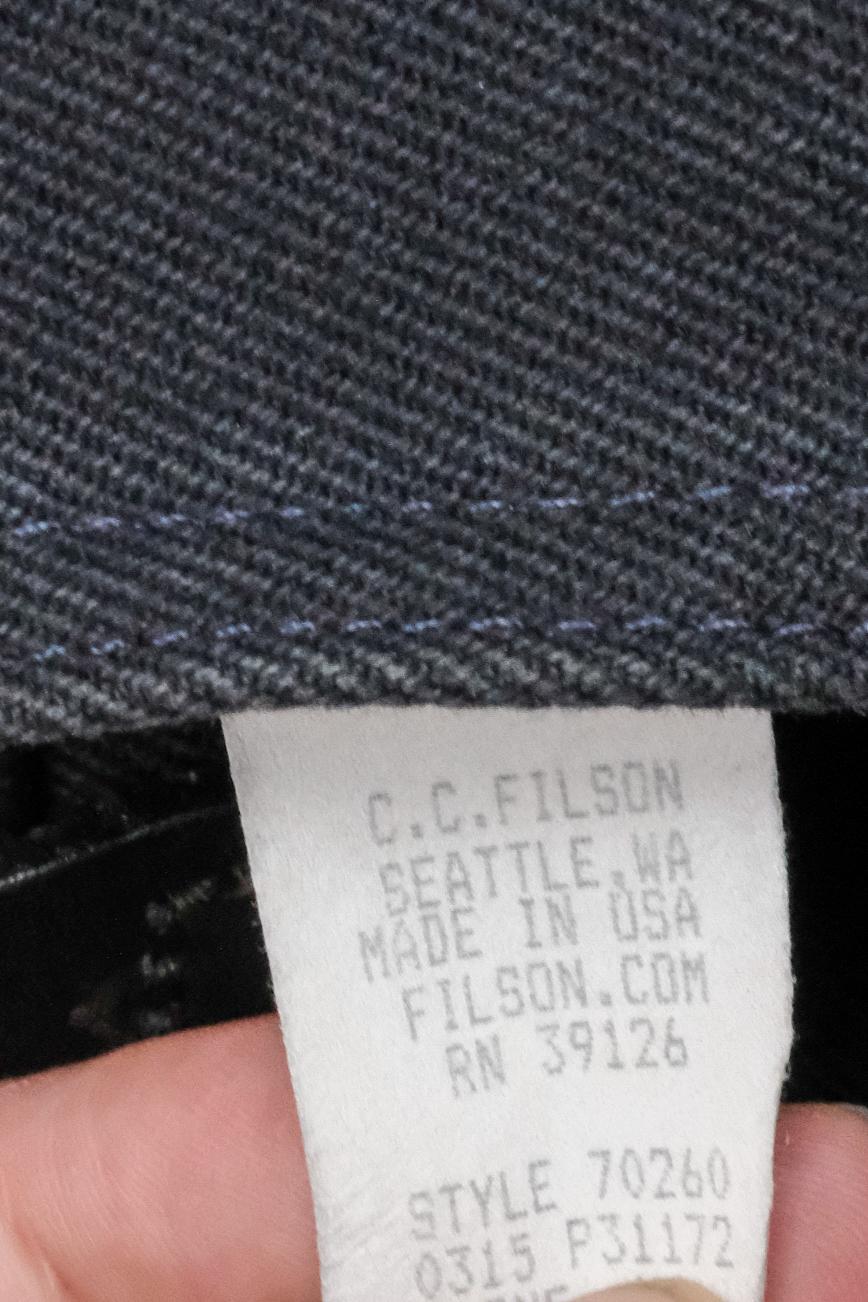 C.C.FILSON
SEATTLE,WA
MADE IN USA
FILSON.COM
RN 39126
STYLE 70260
0315 P31172